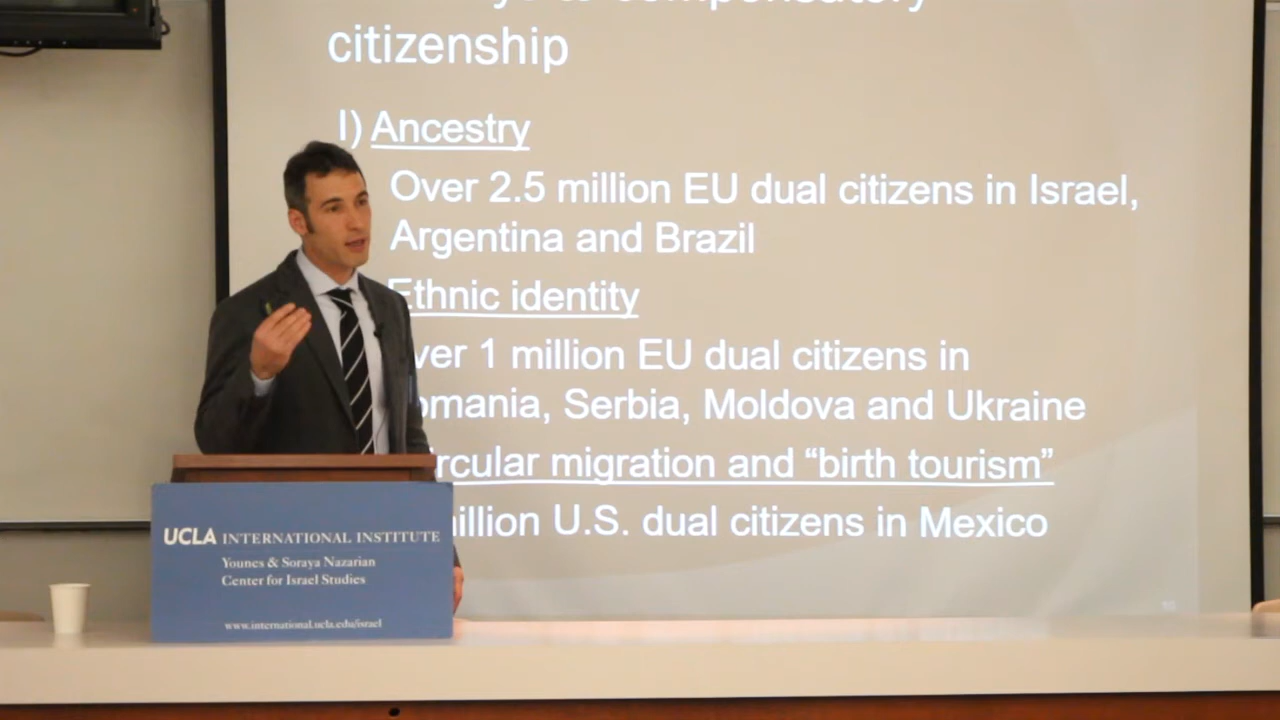 citizenship
I) Ancestry
Over 2.5 million EU dual citizens in Israel,
Argentina and Brazil
Ethnic identity
1 million EU dual citizens in
Serbia, Moldova and Ukraine
migration and “birth tourism”
U.S. dual citizens in Mexico
UCLA INTERNATIONAL INSTITUTE
Younes & Soraya Nazarian
Center for Israel Studies
www.international.ucla.edu/israel